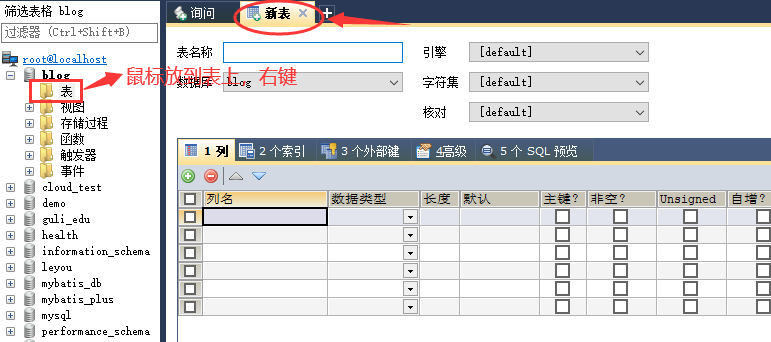 筛选表格 blog
过滤器 (Ctrl+Shift+B)
root@localhost
blog
表
视图
存储过程
函数
触发器
事件
cloud_test
demo
guli_edu
health
information_schema
leyou
mybatis_db
mybatis_plus
mysql
performance_schema
鼠标放到表上，右键
询问
新表
表名称
引擎 [default]
数据库 blog
字符集 [default]
核对 [default]
1 列 2 个索引 3 个外部键 4高级 5 个 SQL 预览
列名 数据类型 长度 默认 主键? 非空? Unsigned 自增?